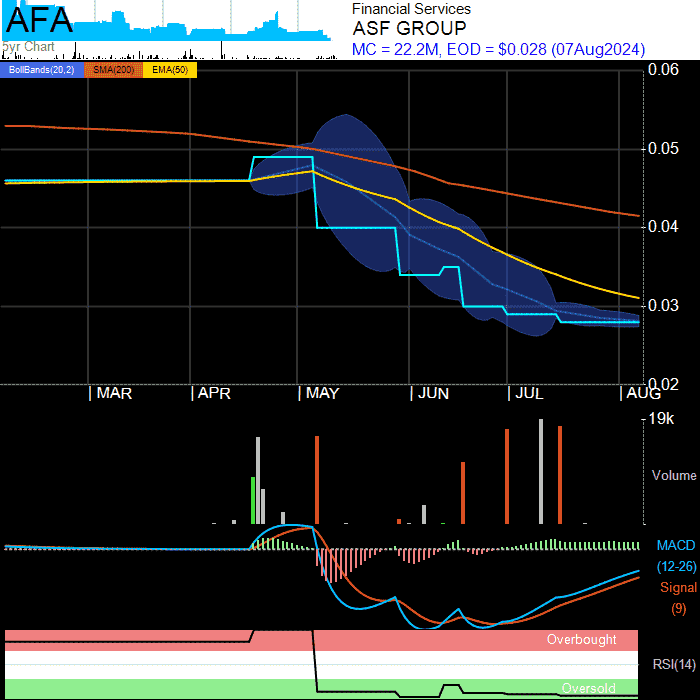 AFA
5yr Chart
Financial Services
ASF GROUP
MC = 22.2M, EOD = $0.028 (07Aug2024)
BollBands(20,2) SMA(200) EMA(50)
0.06
0.05
0.04
0.03
0.02
MAR APR MAY JUN JUL AUG
19k
Volume
MACD
(12-26)
Signal
(9)
Overbought
RSI(14)
Oversold